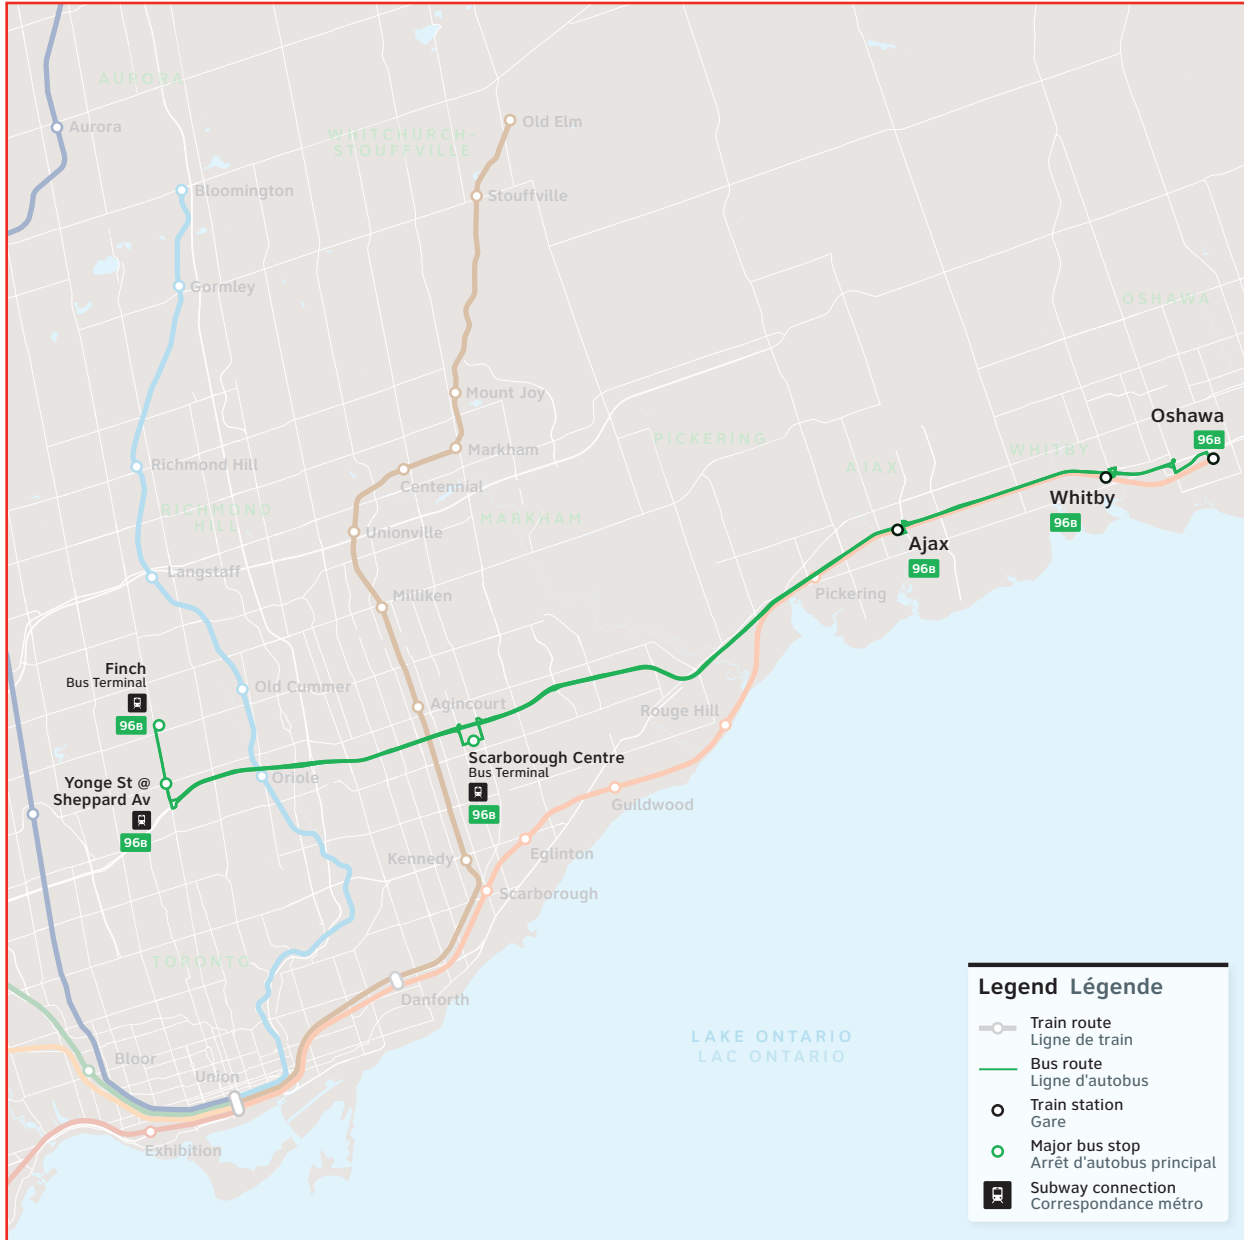 AURORA
Aurora
Old Elm
WHITCHURCH-
STOUFFVILLE
Bloomington
Stouffville
Gormley
OSHAWA
Mount Joy
Oshawa
96B
PICKERING
Markham
WHITBY
Richmond Hill
AJAX
Centennial
Whitby
96B
RICHMOND
HILL
MARKHAM
Unionville
Ajax
96B
Langstaff
Milliken
Pickering
Finch
Bus Terminal
96B
Old Cummer
Agincourt
Rouge Hill
Scarborough Centre
Bus Terminal
96B
Yonge St @
Sheppard Av
96B
Oriole
Guildwood
Kennedy
Eglinton
Scarborough
TORONTO
Danforth
LAKE ONTARIO
LAC ONTARIO
Bloor
Union
Exhibition
Legend Légende
Train route
Ligne de train
Bus route
Ligne d'autobus
Train station
Gare
Major bus stop
Arrêt d'autobus principal
Subway connection
Correspondance métro